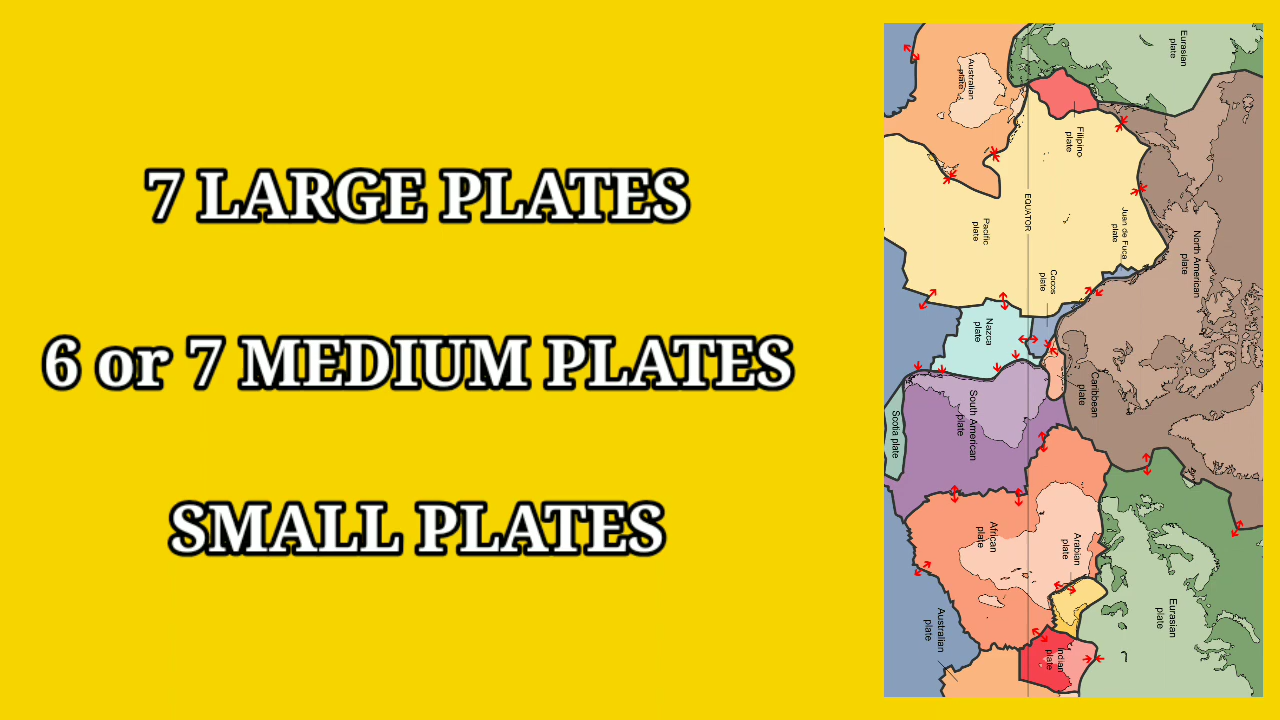 7 LARGE PLATES
6 or 7 MEDIUM PLATES
SMALL PLATES
Eurasian
plate
Australian
plate
Filipino
plate
EQUATOR
Juan de Fuca
plate
Pacific
plate
North American
plate
Cocos
plate
Nazca
plate
Caribbean
plate
South American
plate
Scotia plate
African
plate
Arabian
plate
Eurasian
plate
Australian
plate
Indian
plate